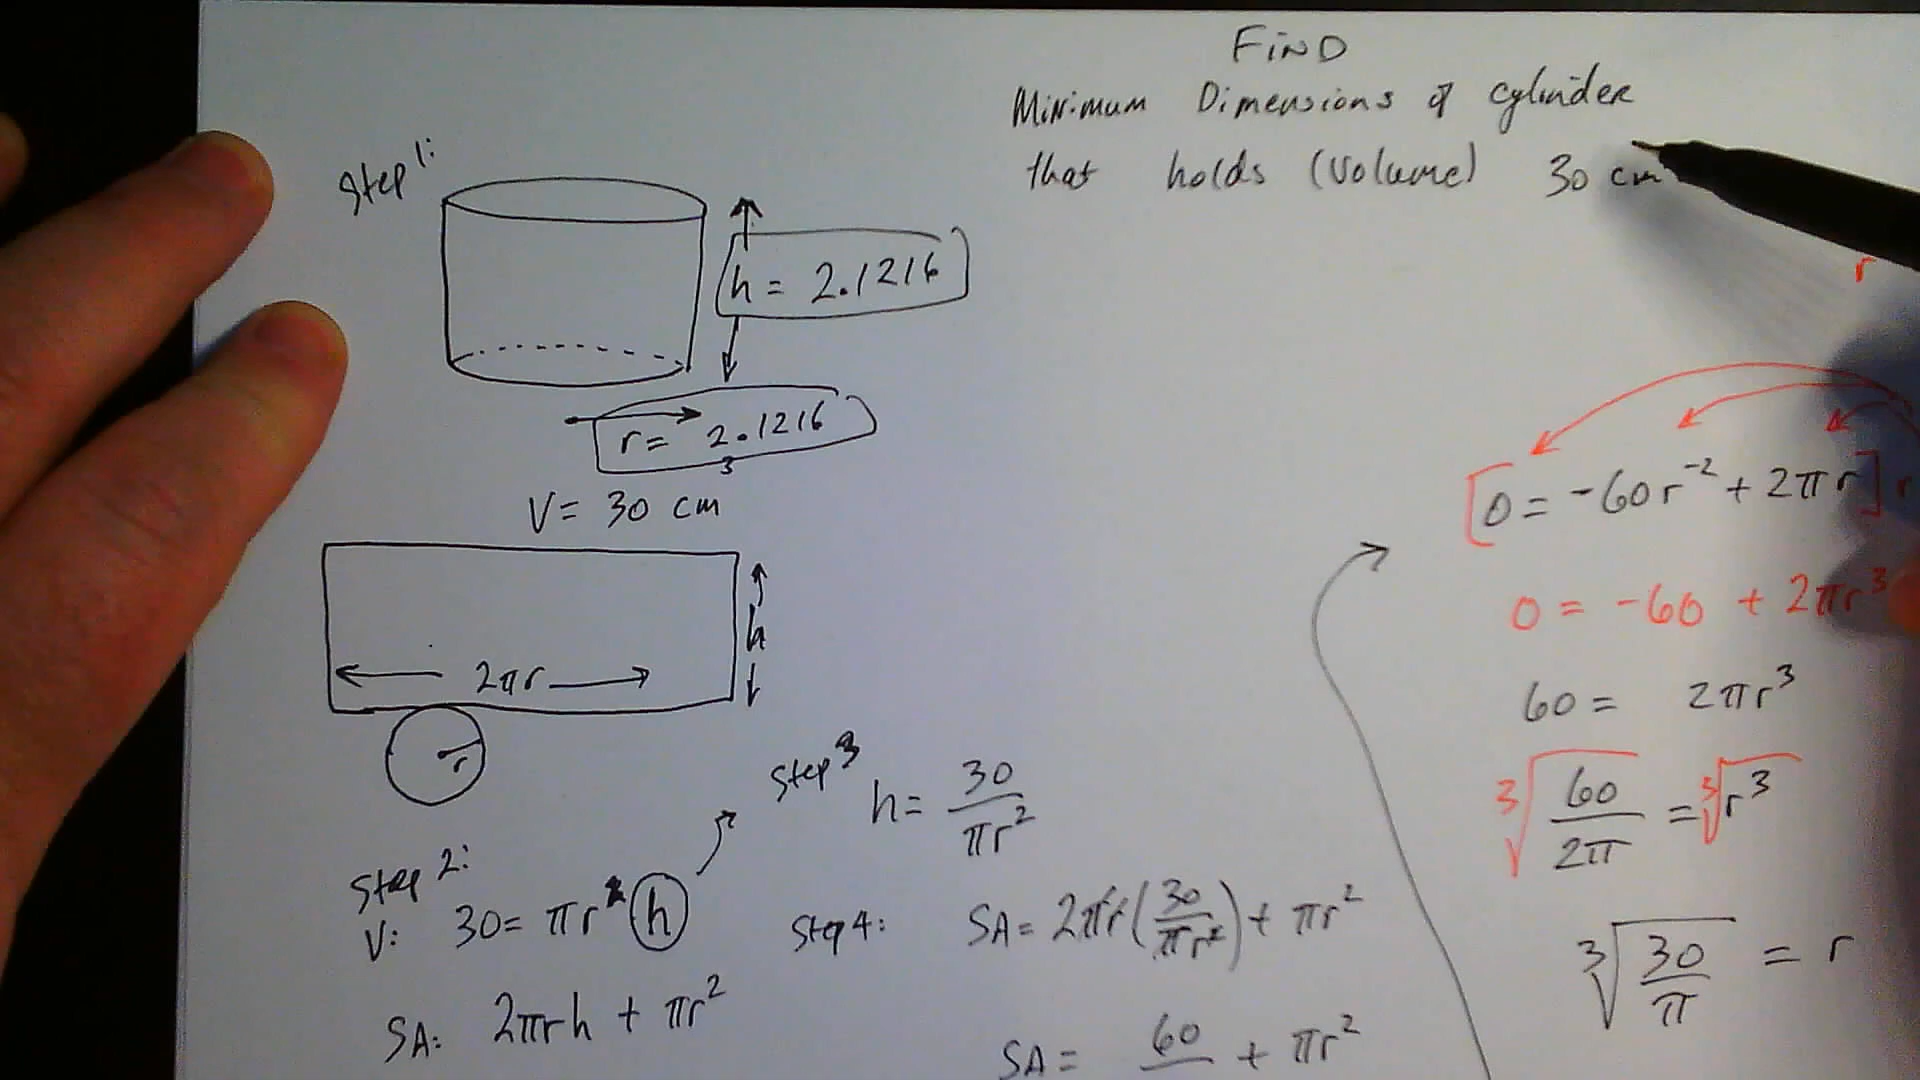 FIND
Minimum Dimensions of cylinder
that holds (Volume) 30 cm
Step 1:
h = 2.1216
r = 2.1216
V = 30 cm³
h
2πr
r
Step 2:
V: 30 = πr² h
SA: 2πrh + πr²
Step 3
h = 30/πr²
Step 4: SA = 2πr(30/πr²) + πr²
SA = 60 + πr²
r
[0 = -60r⁻² + 2πr] r
0 = -60 + 2πr³
60 = 2πr³
∛(60/2π) = ∛r³
∛(30/π) = r